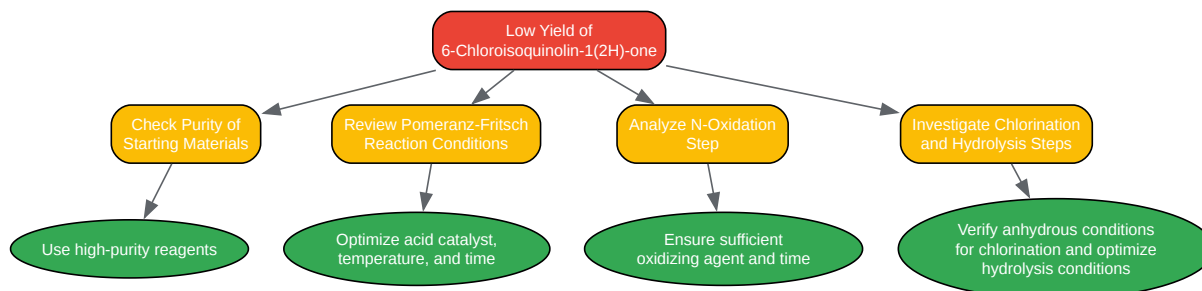 Low Yield of
6-Chloroisoquinolin-1(2H)-one
Check Purity of
Starting Materials
Review Pomeranz-Fritsch
Reaction Conditions
Analyze N-Oxidation
Step
Investigate Chlorination
and Hydrolysis Steps
Use high-purity reagents
Optimize acid catalyst,
temperature, and time
Ensure sufficient
oxidizing agent and time
Verify anhydrous conditions
for chlorination and optimize
hydrolysis conditions